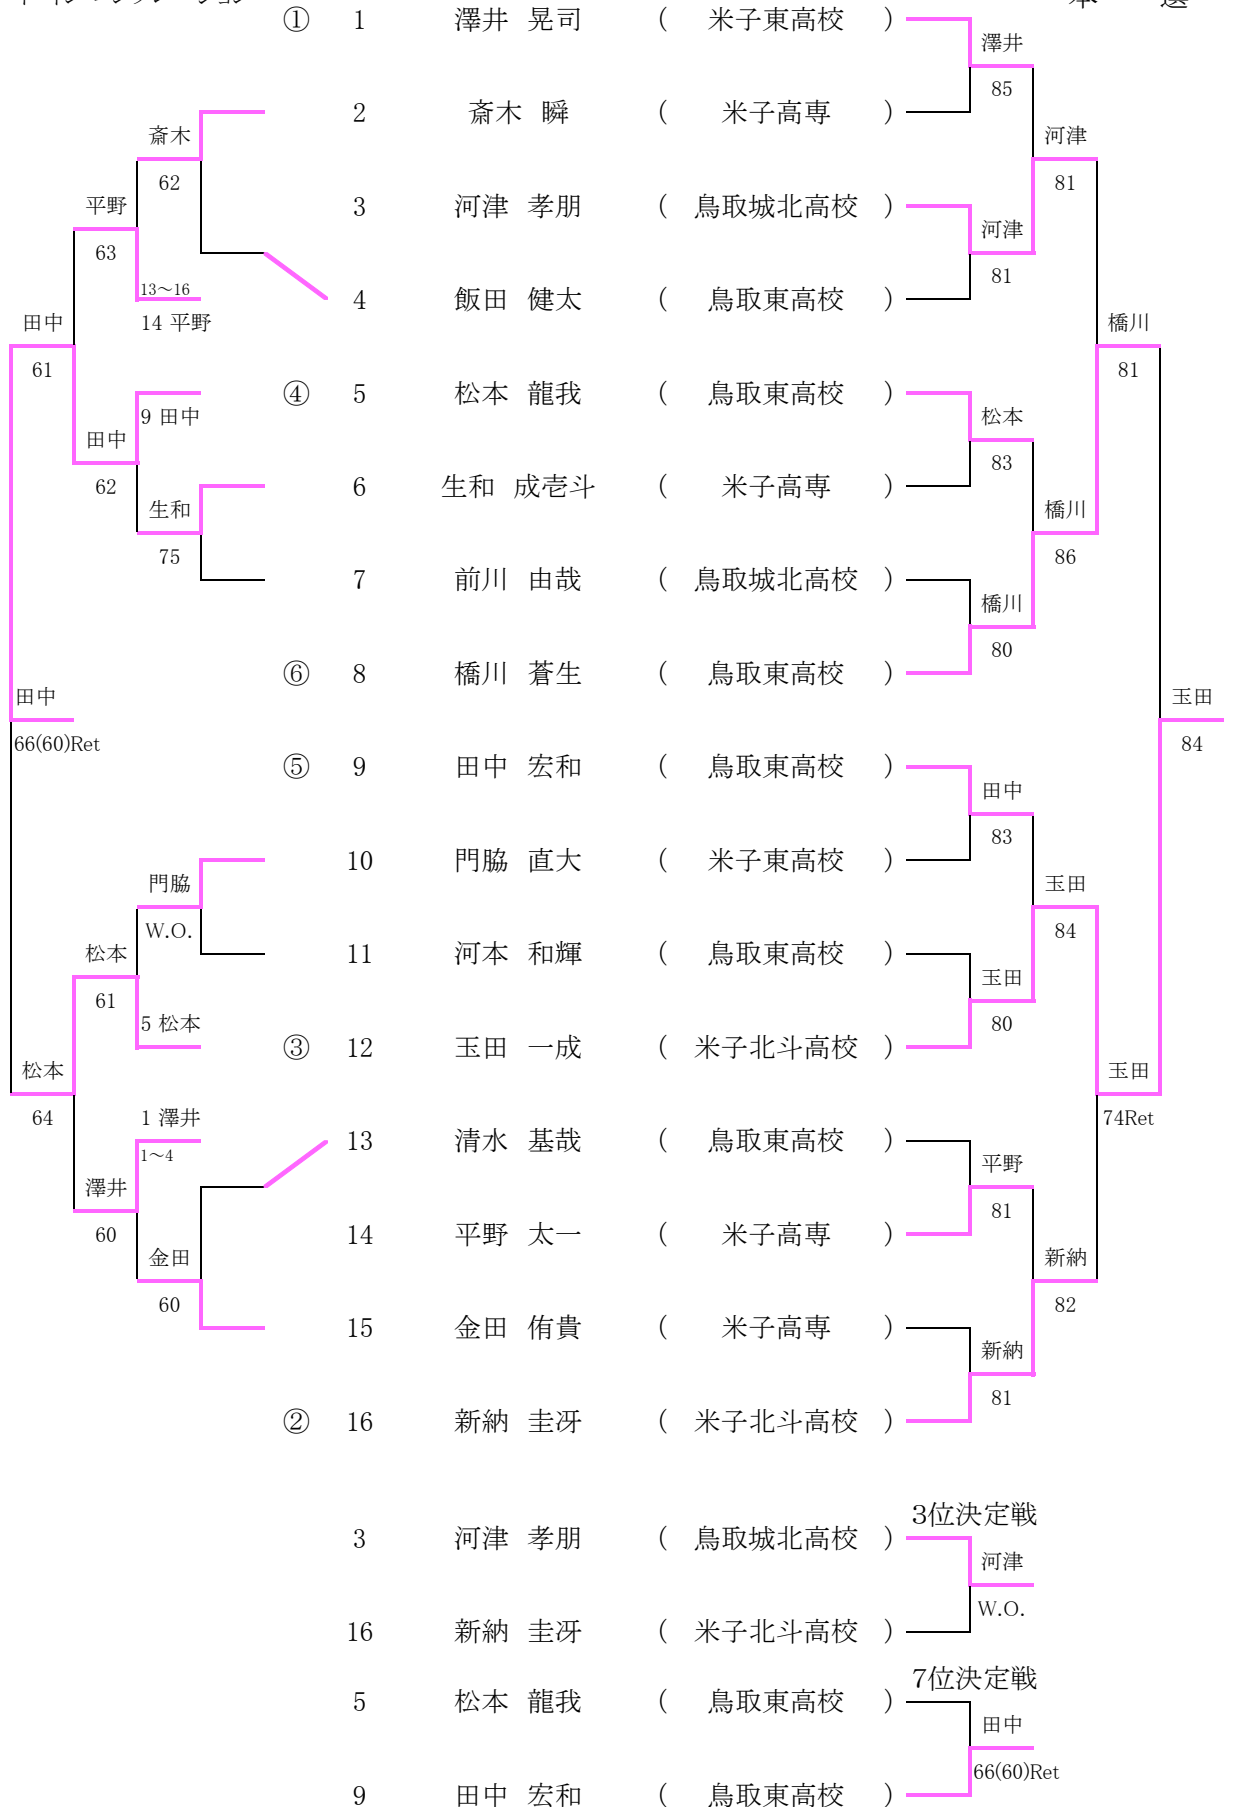 本 選
① 1 澤井 晃司 ( 米子東高校 )
澤井
85
2 斎木 瞬 ( 米子高専 )
斎木
河津
62
81
平野
3 河津 孝朋 ( 鳥取城北高校 )
河津
63
81
13～16
4 飯田 健太 ( 鳥取東高校 )
田中
14 平野
橋川
61
81
④ 5 松本 龍我 ( 鳥取東高校 )
9 田中
松本
田中
83
62
6 生和 成壱斗 ( 米子高専 )
生和
橋川
75
86
7 前川 由哉 ( 鳥取城北高校 )
橋川
80
⑥ 8 橋川 蒼生 ( 鳥取東高校 )
田中
玉田
66(60)Ret
84
⑤ 9 田中 宏和 ( 鳥取東高校 )
田中
83
10 門脇 直大 ( 米子東高校 )
門脇
玉田
W.O.
84
松本
11 河本 和輝 ( 鳥取東高校 )
玉田
61
80
5 松本
③ 12 玉田 一成 ( 米子北斗高校 )
松本
玉田
64
1 澤井
74Ret
13 清水 基哉 ( 鳥取東高校 )
1～4
平野
澤井
81
60
14 平野 太一 ( 米子高専 )
金田
新納
60
82
15 金田 侑貴 ( 米子高専 )
新納
81
② 16 新納 圭冴 ( 米子北斗高校 )
3位決定戦
3 河津 孝朋 ( 鳥取城北高校 )
河津
W.O.
16 新納 圭冴 ( 米子北斗高校 )
7位決定戦
5 松本 龍我 ( 鳥取東高校 )
田中
66(60)Ret
9 田中 宏和 ( 鳥取東高校 )